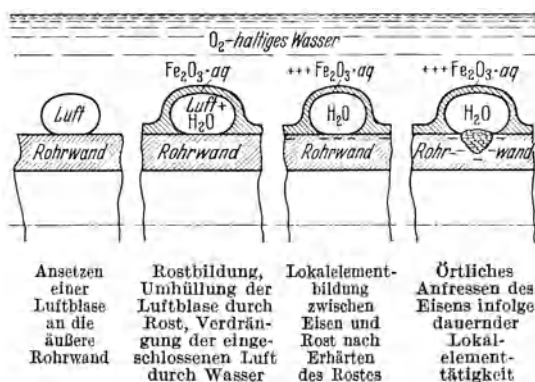 O₂-haltiges Wasser
Fe₂O₃·aq
+++Fe₂O₃·aq
+++Fe₂O₃·aq
Luft
Luft+
H₂O
H₂O
H₂O
Rohrwand
Rohrwand
Rohrwand
Rohr- wand
Ansetzen
einer
Luftblase
an die
äußere
Rohrwand
Rostbildung,
Umhüllung der
Luftblase durch
Rost, Verdrän-
gung der einge-
schlossenen Luft
durch Wasser
Lokalelement-
bildung
zwischen
Eisen und
Rost nach
Erhärten
des Rostes
Örtliches
Anfressen des
Eisens infolge
dauernder
Lokal-
element-
tätigkeit